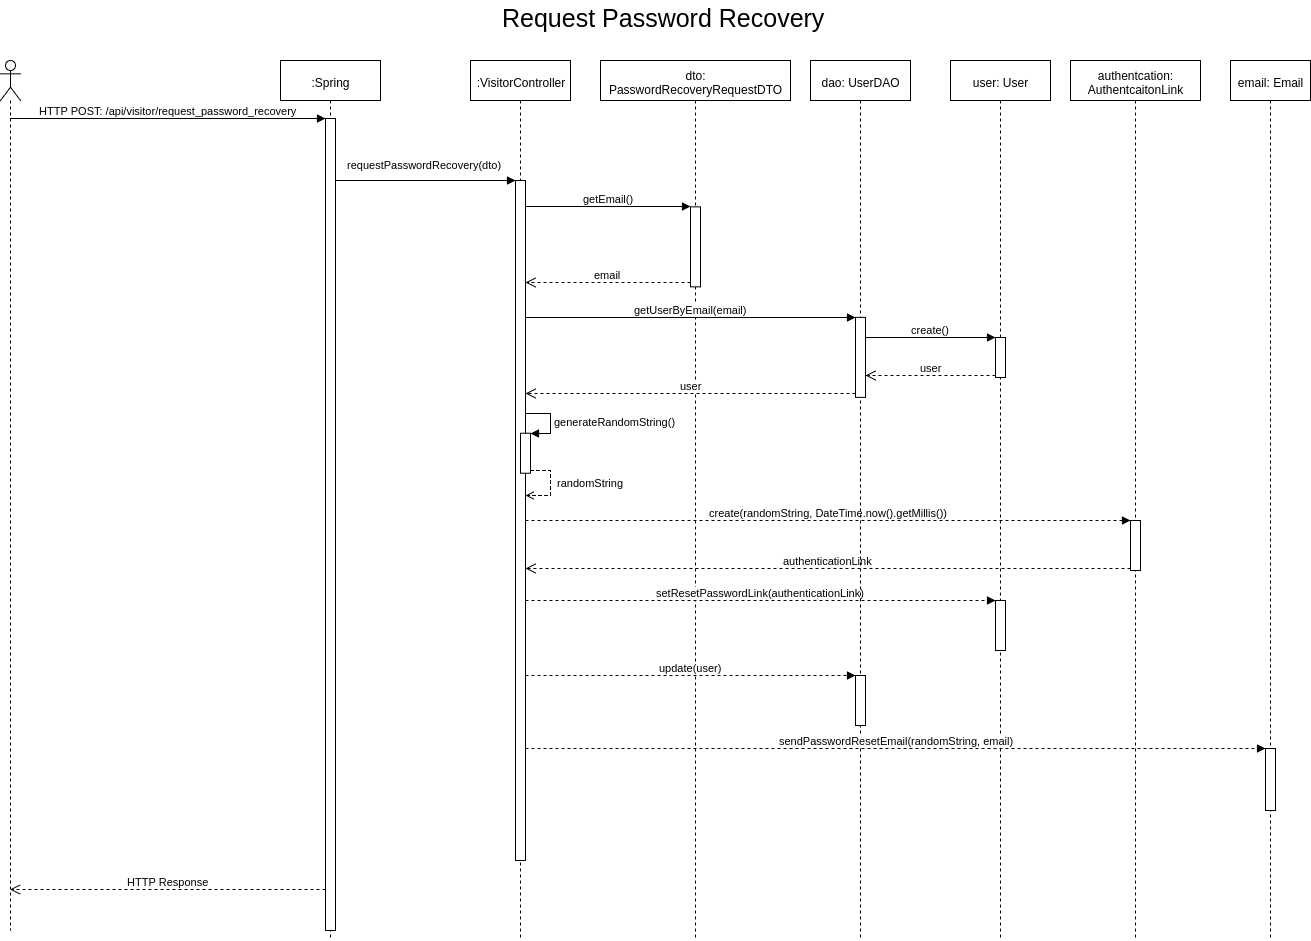 Request Password Recovery
:Spring
:VisitorController
dto:
PasswordRecoveryRequestDTO
dao: UserDAO
user: User
authentcation:
AuthentcaitonLink
email: Email
HTTP POST: /api/visitor/request_password_recovery
requestPasswordRecovery(dto)
getEmail()
email
getUserByEmail(email)
create()
user
user
generateRandomString()
randomString
create(randomString, DateTime.now().getMillis())
authenticationLink
setResetPasswordLink(authenticationLink)
update(user)
sendPasswordResetEmail(randomString, email)
HTTP Response